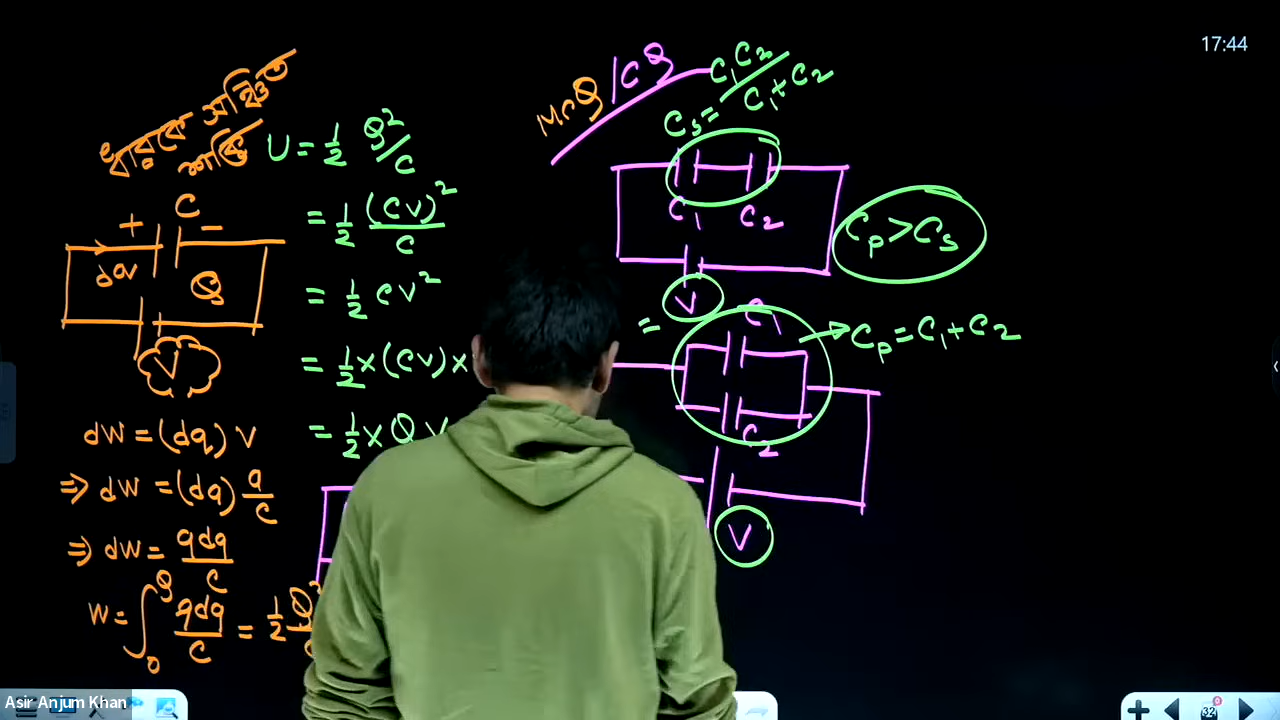 17:44
ধারকে সঞ্চিত
শক্তি
U = 1/2 Q²/C
= 1/2 (CV)²/C
= 1/2 CV²
= 1/2 × (CV) ×
= 1/2 × QV
C
+ −
dq
Q
V
dW = (dq) V
⇒ dW = (dq) q/C
⇒ dW = qdq/C
W = ∫₀^Q qdq/C = 1/2 Q²
McQ/CQ
Cs = C₁C₂/C₁+C₂
C₁ C₂
V
Cp > Cs
=
C₁
→ Cp = C₁ + C₂
C₂
V
Asir Anjum Khan
32